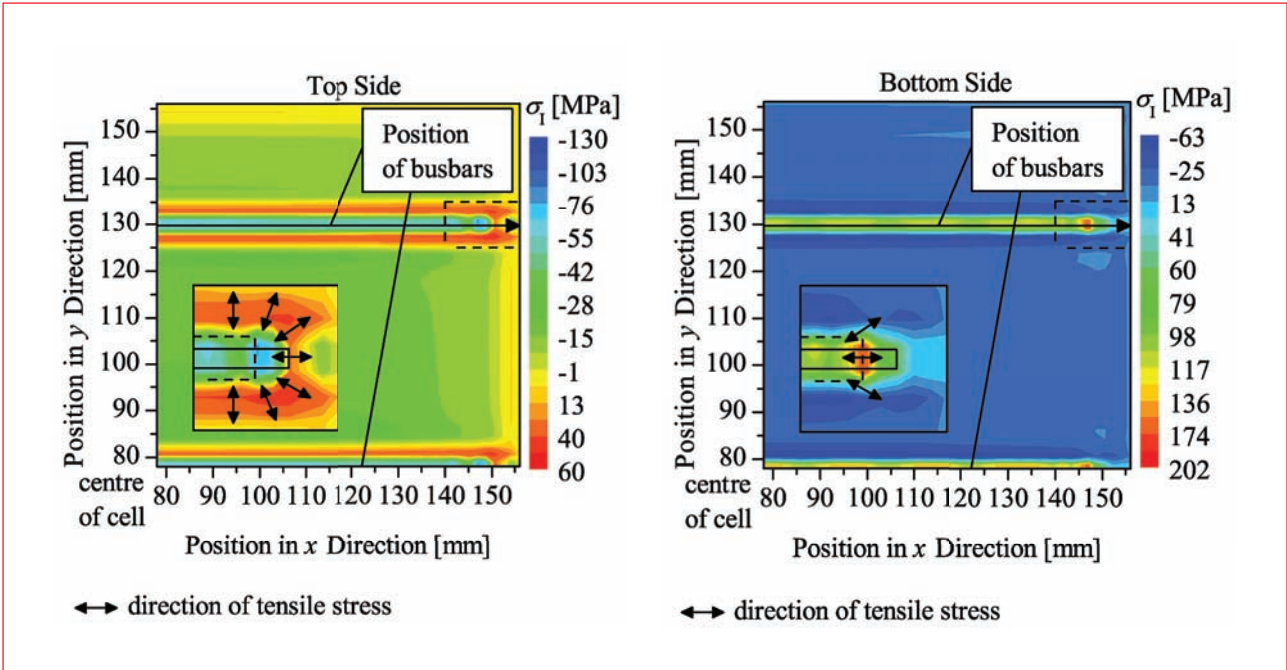 Top Side
σI [MPa]
Position
of busbars
Position in y Direction [mm]
150
140
130
120
110
100
90
80
-130
-103
-76
-55
-42
-28
-15
-1
13
40
60
centre
of cell
80 90 100 110 120 130 140 150
Position in x Direction [mm]
direction of tensile stress
Bottom Side
σI [MPa]
Position
of busbars
Position in y Direction [mm]
150
140
130
120
110
100
90
80
-63
-25
13
41
60
79
98
117
136
174
202
centre
of cell
80 90 100 110 120 130 140 150
Position in x Direction [mm]
direction of tensile stress